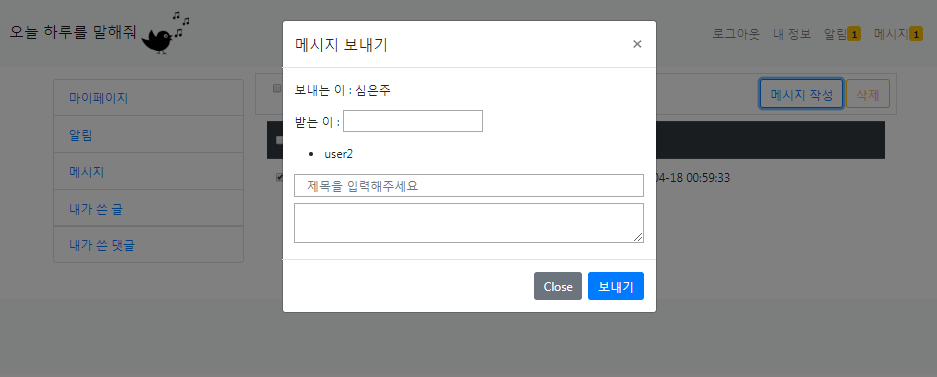 오늘 하루를 말해줘
로그아웃 내 정보 알림1 메시지1
마이페이지
알림
메시지
내가 쓴 글
내가 쓴 댓글
메시지 작성 삭제
04-18 00:59:33
메시지 보내기 ×
보내는 이 : 심은주
받는 이 :
• user2
제목을 입력해주세요
Close 보내기